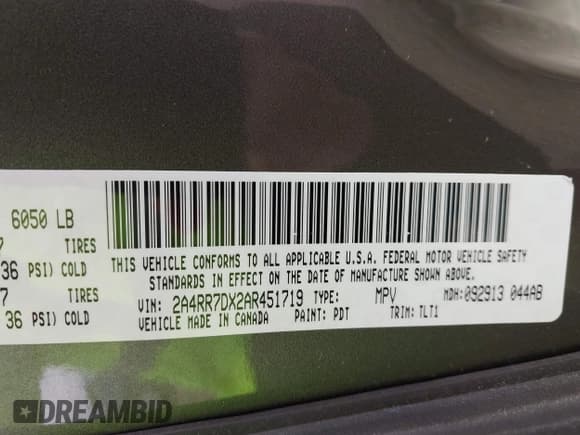 6050 LB
7 TIRES
36 PSI) COLD
7 TIRES
36 PSI) COLD
THIS VEHICLE CONFORMS TO ALL APPLICABLE U.S.A. FEDERAL MOTOR VEHICLE SAFETY
STANDARDS IN EFFECT ON THE DATE OF MANUFACTURE SHOWN ABOVE.
VIN: 2A4RR7DX2AR451719 TYPE: MPV MDH:092913 044AB
VEHICLE MADE IN CANADA PAINT: PDT TRIM: TLT1
DREAMBID